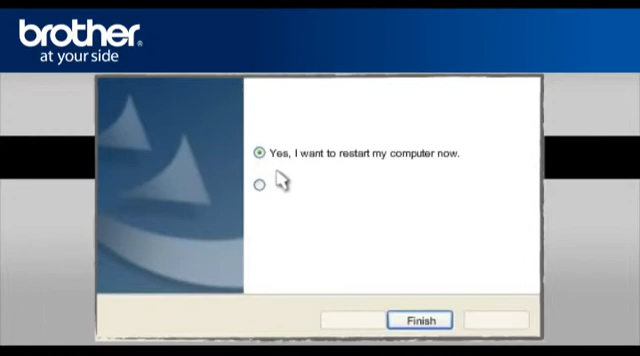 brother
at your side
Yes, I want to restart my computer now.
Finish